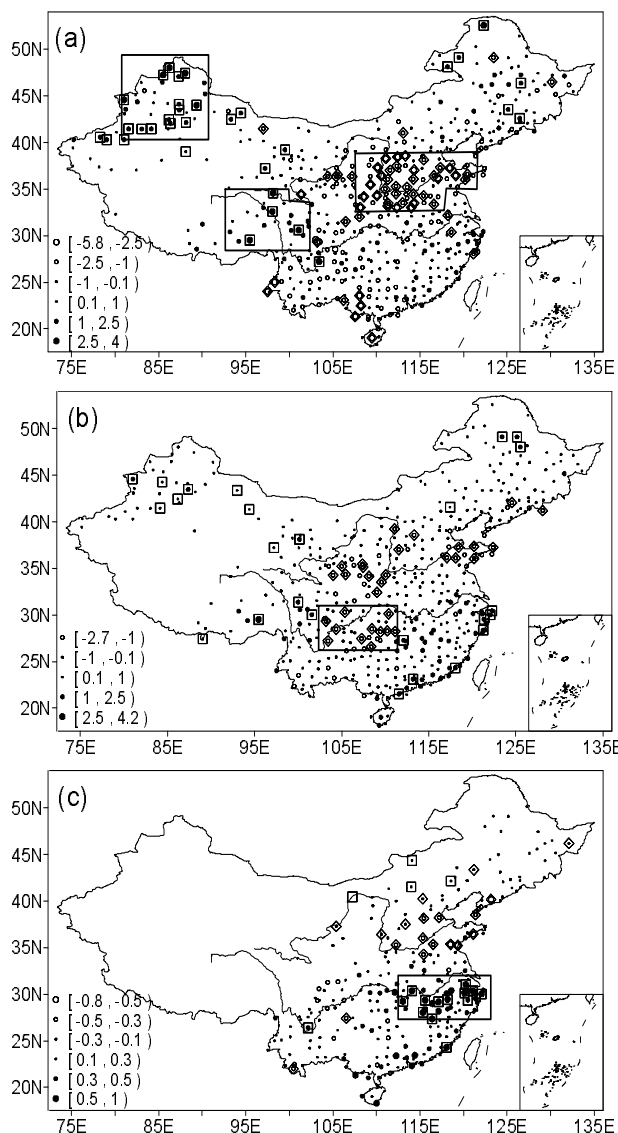 (a)
50N
45N
40N
35N
30N
25N
20N
[ -5.8 , -2.5 )
[ -2.5 , -1 )
[ -1 , -0.1 )
[ 0.1 , 1 )
[ 1 , 2.5 )
[ 2.5 , 4 )
75E 85E 95E 105E 115E 125E 135E
(b)
50N
45N
40N
35N
30N
25N
20N
[ -2.7 , -1 )
[ -1 , -0.1 )
[ 0.1 , 1 )
[ 1 , 2.5 )
[ 2.5 , 4.2 )
75E 85E 95E 105E 115E 125E 135E
(c)
50N
45N
40N
35N
30N
25N
20N
[ -0.8 , -0.5 )
[ -0.5 , -0.3 )
[ -0.3 , -0.1 )
[ 0.1 , 0.3 )
[ 0.3 , 0.5 )
[ 0.5 , 1 )
75E 85E 95E 105E 115E 125E 135E